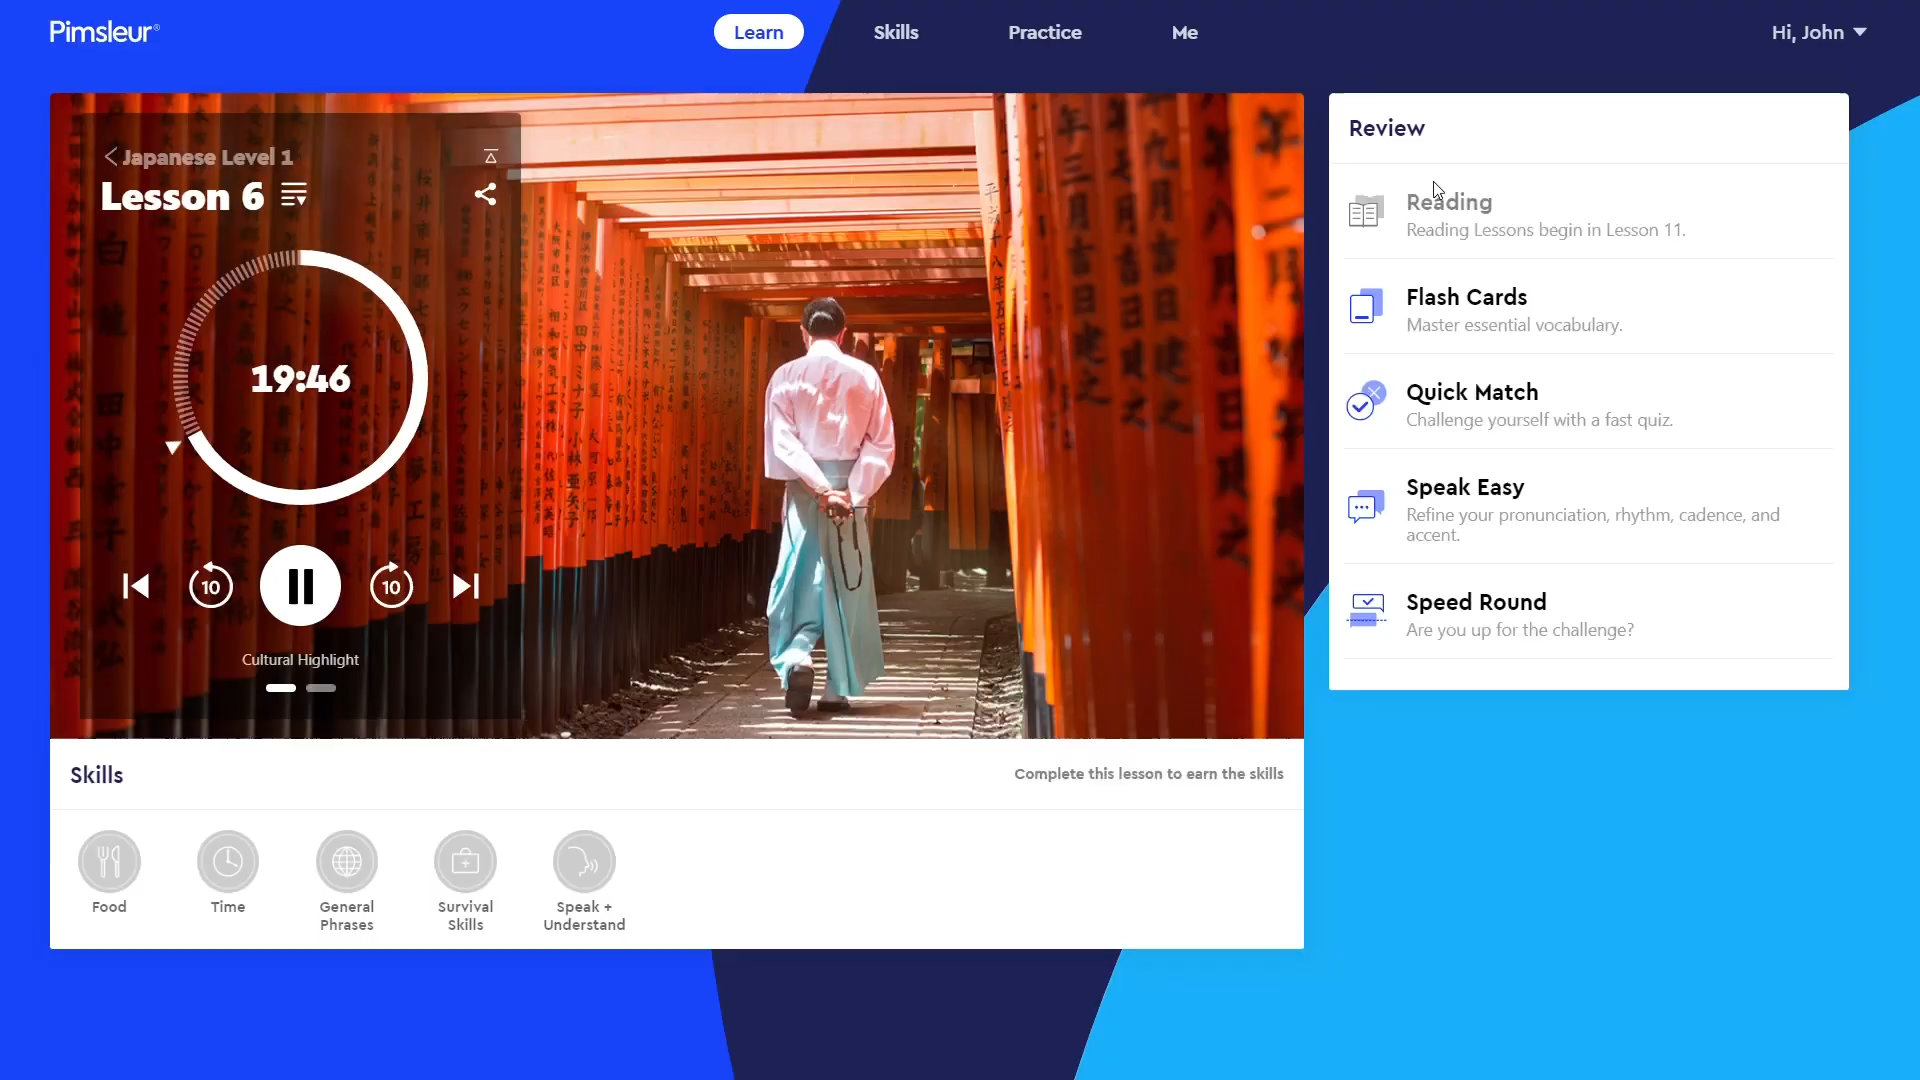 Pimsleur®
Learn
Skills
Practice
Me
Hi, John
Japanese Level 1
Lesson 6
19:46
10
10
Cultural Highlight
Review
Reading
Reading Lessons begin in Lesson 11.
Flash Cards
Master essential vocabulary.
Quick Match
Challenge yourself with a fast quiz.
Speak Easy
Refine your pronunciation, rhythm, cadence, and
accent.
Speed Round
Are you up for the challenge?
Skills
Complete this lesson to earn the skills
Food
Time
General
Phrases
Survival
Skills
Speak +
Understand